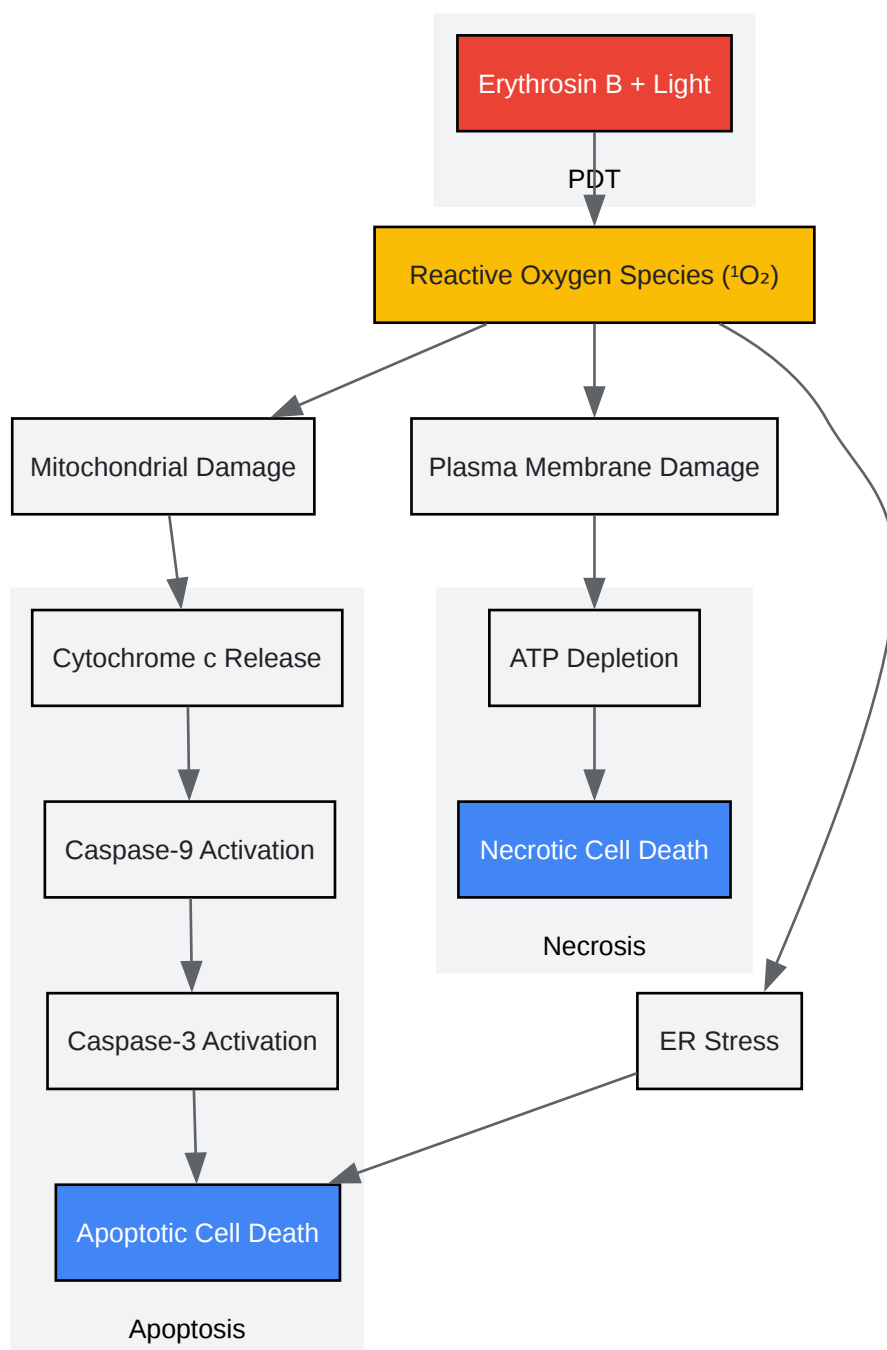 Erythrosin B + Light
PDT
Reactive Oxygen Species (¹O₂)
Mitochondrial Damage
Plasma Membrane Damage
Cytochrome c Release
ATP Depletion
Caspase-9 Activation
Necrotic Cell Death
Necrosis
Caspase-3 Activation
ER Stress
Apoptotic Cell Death
Apoptosis